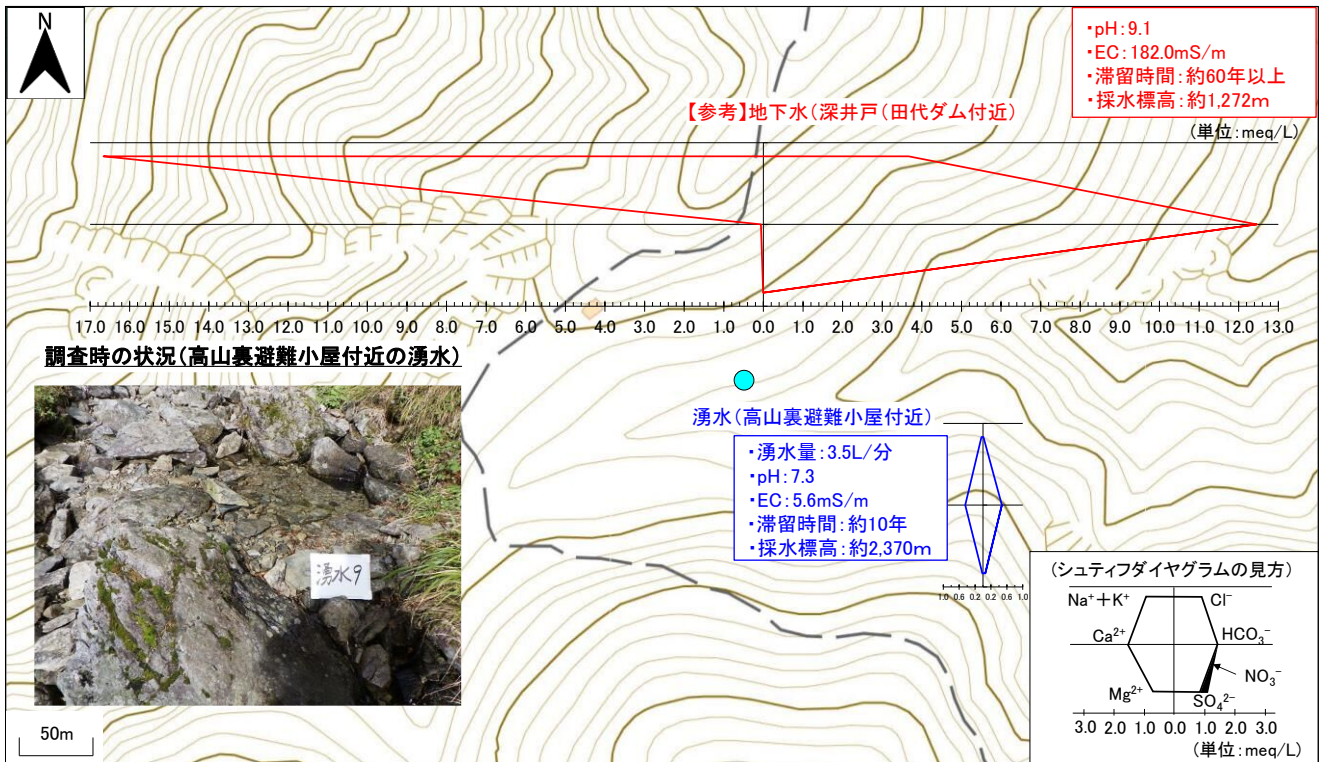 N
・pH:9.1
・EC:182.0mS/m
・滞留時間:約60年以上
・採水標高:約1,272m
【参考】地下水(深井戸(田代ダム付近)
(単位:meq/L)
17.0 16.0 15.0 14.0 13.0 12.0 11.0 10.0 9.0 8.0 7.0 6.0 5.0 4.0 3.0 2.0 1.0 0.0 1.0 2.0 3.0 4.0 5.0 6.0 7.0 8.0 9.0 10.0 11.0 12.0 13.0
調査時の状況(高山裏避難小屋付近の湧水)
湧水9
湧水(高山裏避難小屋付近)
・湧水量:3.5L/分
・pH:7.3
・EC:5.6mS/m
・滞留時間:約10年
・採水標高:約2,370m
1.0 0.6 0.2 0.2 0.6 1.0
(シュティフダイヤグラムの見方)
Na⁺+K⁺ Cl⁻
Ca²⁺ HCO₃⁻
NO₃⁻
Mg²⁺ SO₄²⁻
3.0 2.0 1.0 0.0 1.0 2.0 3.0
(単位:meq/L)
50m